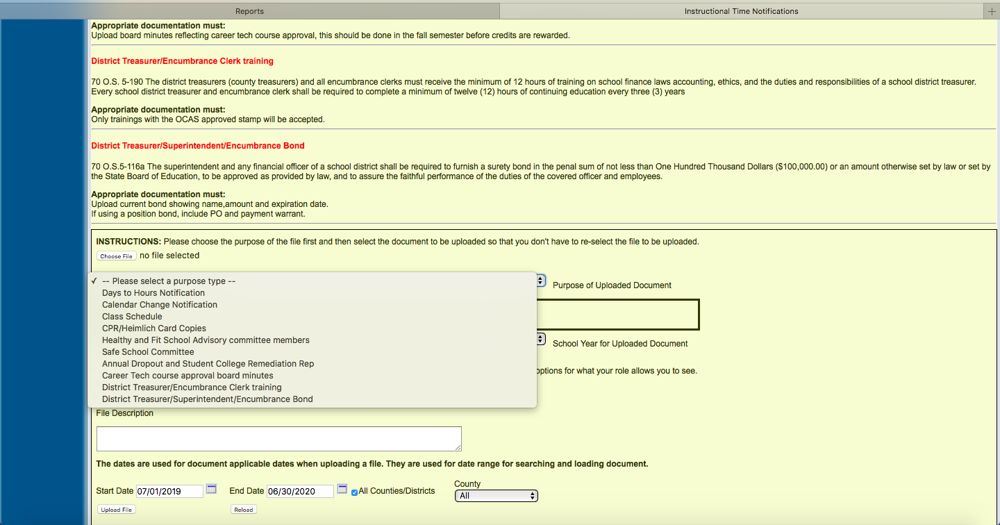 Reports
Instructional Time Notifications
Appropriate documentation must:
Upload board minutes reflecting career tech course approval, this should be done in the fall semester before credits are rewarded.
District Treasurer/Encumbrance Clerk training
70 O.S. 5-190 The district treasurers (county treasurers) and all encumbrance clerks must receive the minimum of 12 hours of training on school finance laws accounting, ethics, and the duties and responsibilities of a school district treasurer.
Every school district treasurer and encumbrance clerk shall be required to complete a minimum of twelve (12) hours of continuing education every three (3) years
Appropriate documentation must:
Only trainings with the OCAS approved stamp will be accepted.
District Treasurer/Superintendent/Encumbrance Bond
70 O.S.5-116a The superintendent and any financial officer of a school district shall be required to furnish a surety bond in the penal sum of not less than One Hundred Thousand Dollars ($100,000.00) or an amount otherwise set by law or set by
the State Board of Education, to be approved as provided by law, and to assure the faithful performance of the duties of the covered officer and employees.
Appropriate documentation must:
Upload current bond showing name,amount and expiration date.
If using a position bond, include PO and payment warrant.
INSTRUCTIONS: Please choose the purpose of the file first and then select the document to be uploaded so that you don't have to re-select the file to be uploaded.
Choose File no file selected
✓ -- Please select a purpose type --
Purpose of Uploaded Document
Days to Hours Notification
Calendar Change Notification
Class Schedule
CPR/Heimlich Card Copies
Healthy and Fit School Advisory committee members
School Year for Uploaded Document
Safe School Committee
Annual Dropout and Student College Remediation Rep
options for what your role allows you to see.
Career Tech course approval board minutes
District Treasurer/Encumbrance Clerk training
District Treasurer/Superintendent/Encumbrance Bond
File Description
The dates are used for document applicable dates when uploading a file. They are used for date range for searching and loading document.
Start Date 07/01/2019 End Date 06/30/2020 All Counties/Districts
County
All
Upload File
Reload